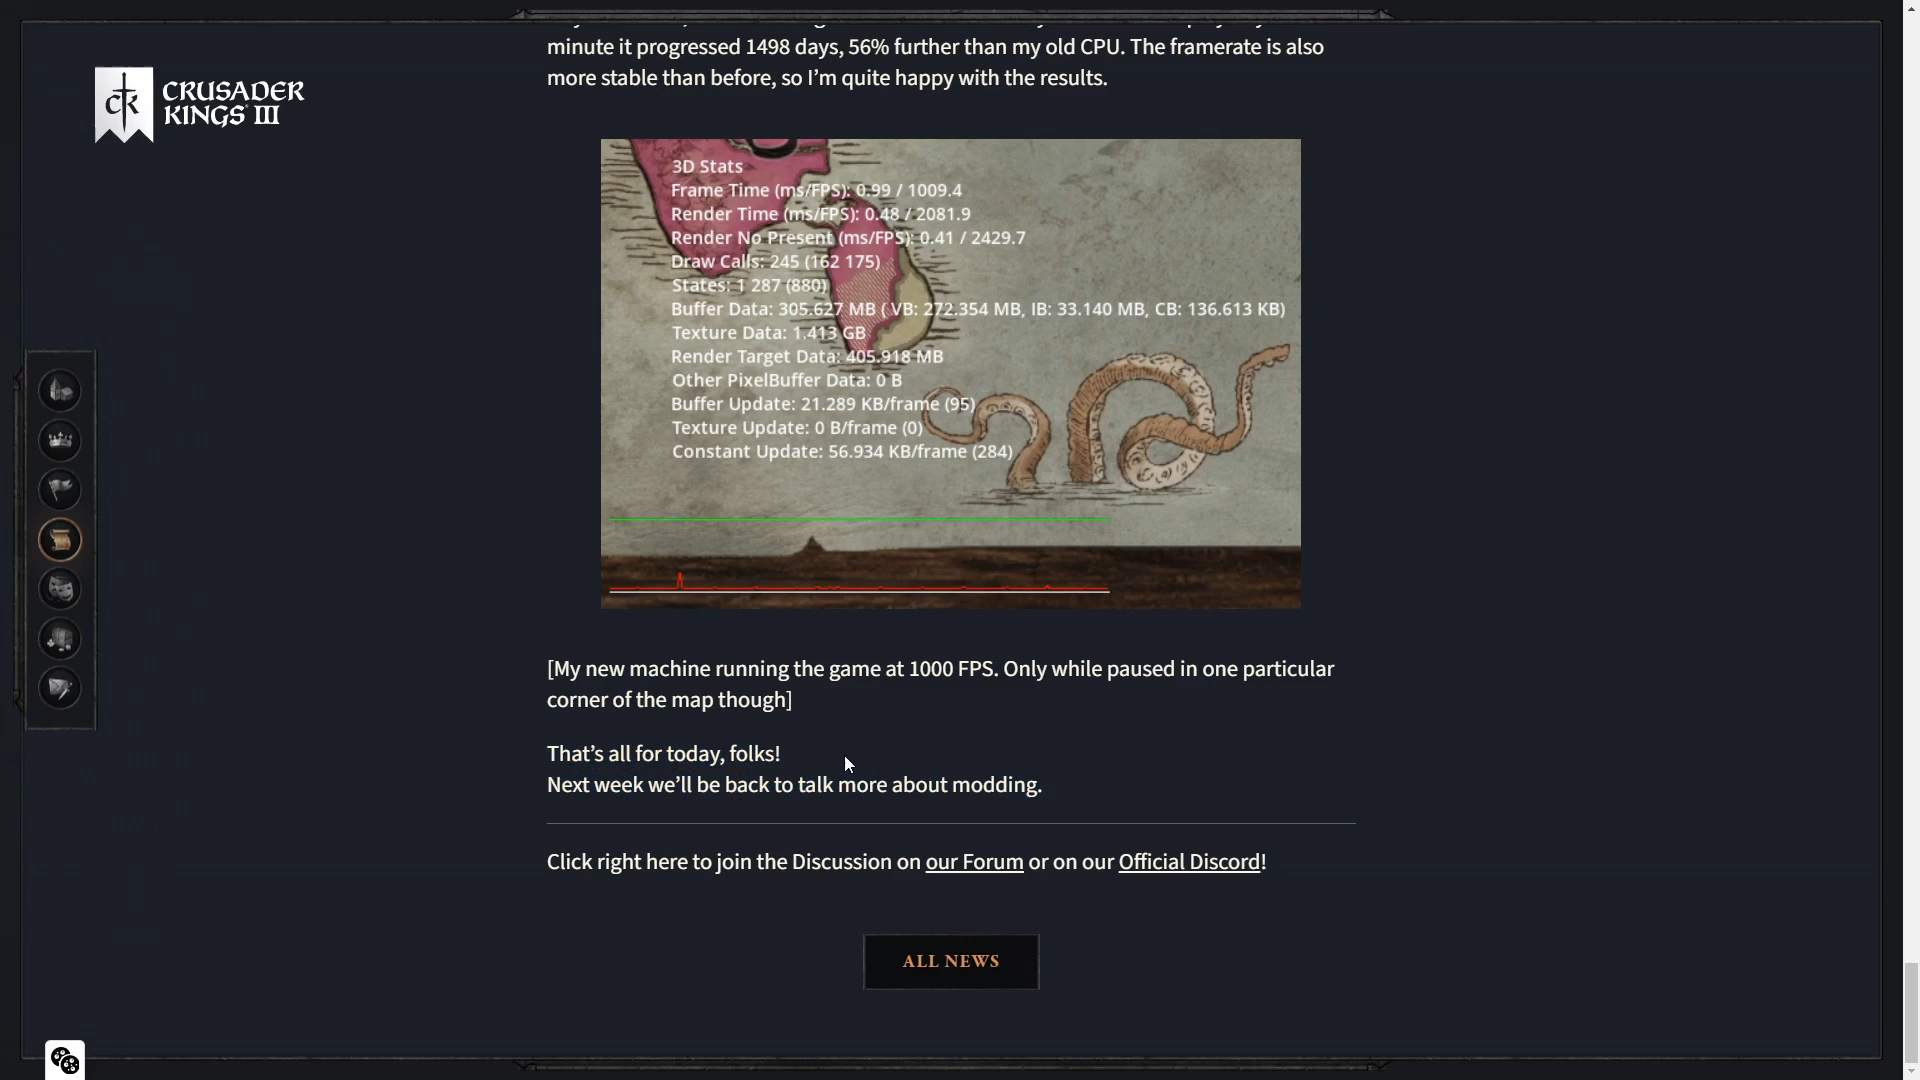 minute it progressed 1498 days, 56% further than my old CPU. The framerate is also
more stable than before, so I’m quite happy with the results.
CK
CRUSADER
KINGS III
3D Stats
Frame Time (ms/FPS): 0.99 / 1009.4
Render Time (ms/FPS): 0.48 / 2081.9
Render No Present (ms/FPS): 0.41 / 2429.7
Draw Calls: 245 (162 175)
States: 1 287 (880)
Buffer Data: 305.627 MB ( VB: 272.354 MB, IB: 33.140 MB, CB: 136.613 KB)
Texture Data: 1.413 GB
Render Target Data: 405.918 MB
Other PixelBuffer Data: 0 B
Buffer Update: 21.289 KB/frame (95)
Texture Update: 0 B/frame (0)
Constant Update: 56.934 KB/frame (284)
[My new machine running the game at 1000 FPS. Only while paused in one particular
corner of the map though]
That’s all for today, folks!
Next week we’ll be back to talk more about modding.
Click right here to join the Discussion on our Forum or on our Official Discord!
ALL NEWS